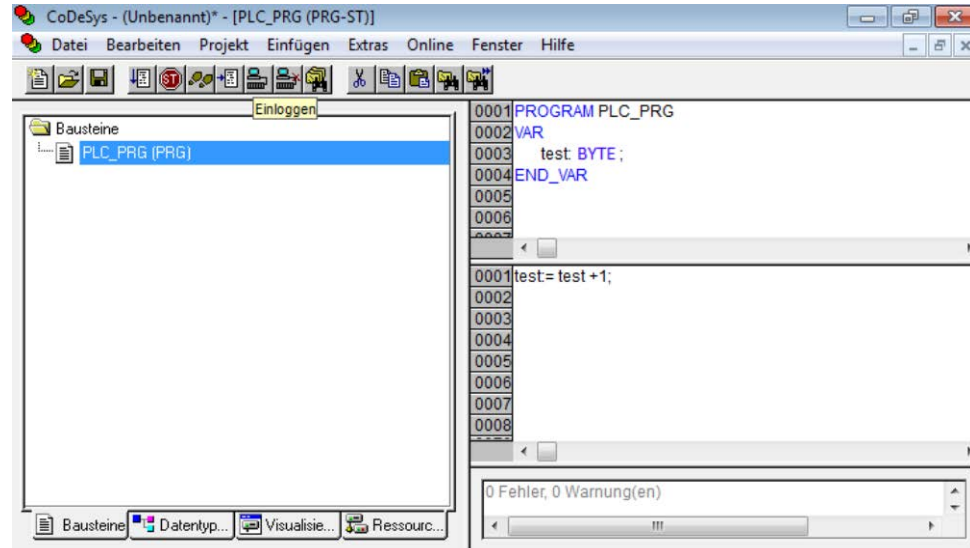 CoDeSys - (Unbenannt)* - [PLC_PRG (PRG-ST)]
Datei Bearbeiten Projekt Einfügen Extras Online Fenster Hilfe
Einloggen
Bausteine
PLC_PRG (PRG)
0001 PROGRAM PLC_PRG
0002 VAR
0003 test: BYTE ;
0004 END_VAR
0005
0006
0007
0001 test:= test +1;
0002
0003
0004
0005
0006
0007
0008
0 Fehler, 0 Warnung(en)
Bausteine Datentyp... Visualisie... Ressourc...